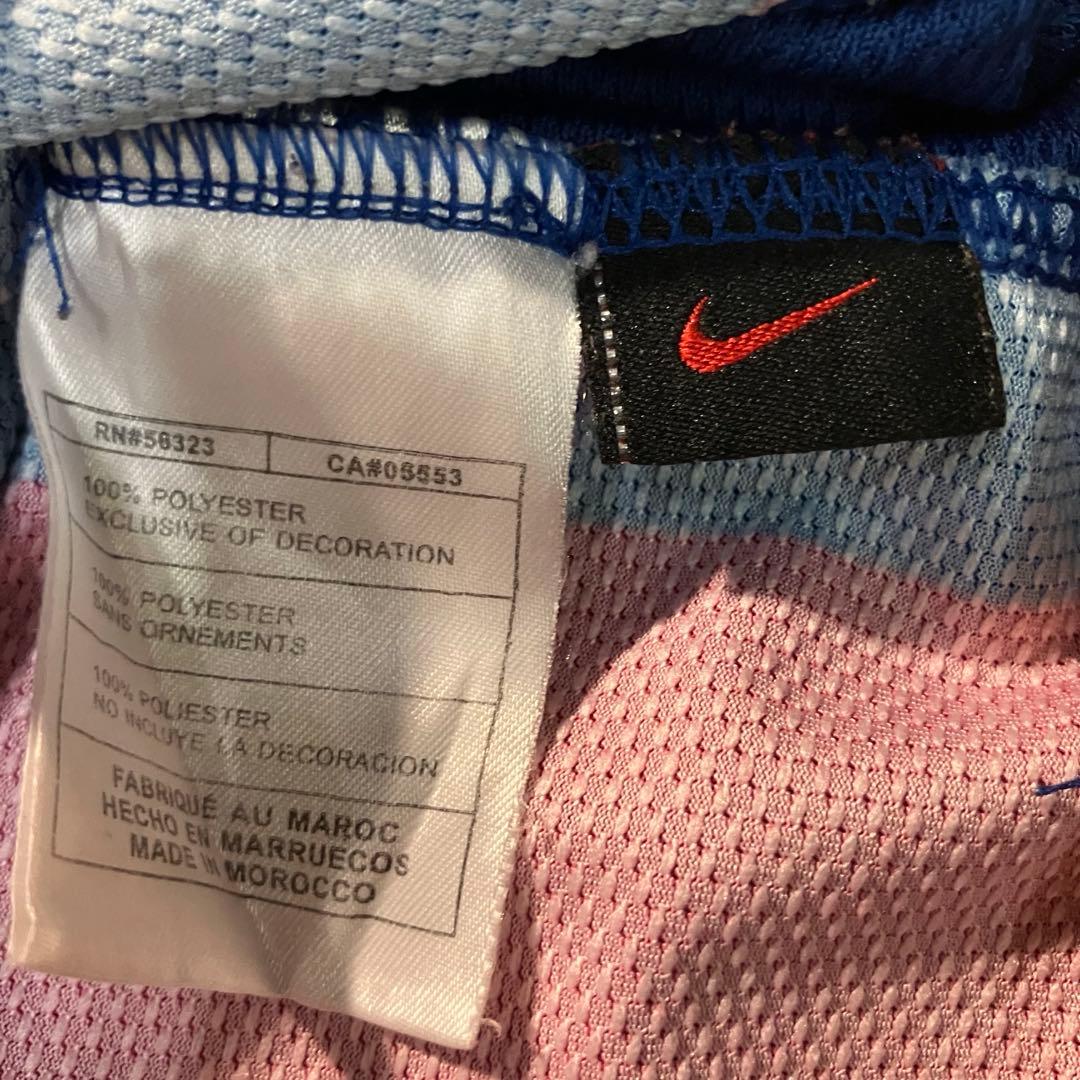 RN#56323
CA#05553
100% POLYESTER
EXCLUSIVE OF DECORATION
100% POLYESTER
SANS ORNEMENTS
100% POLIESTER
NO INCLUYE LA DECORACION
FABRIQUÉ AU MAROC
HECHO EN MARRUECOS
MADE IN MOROCCO